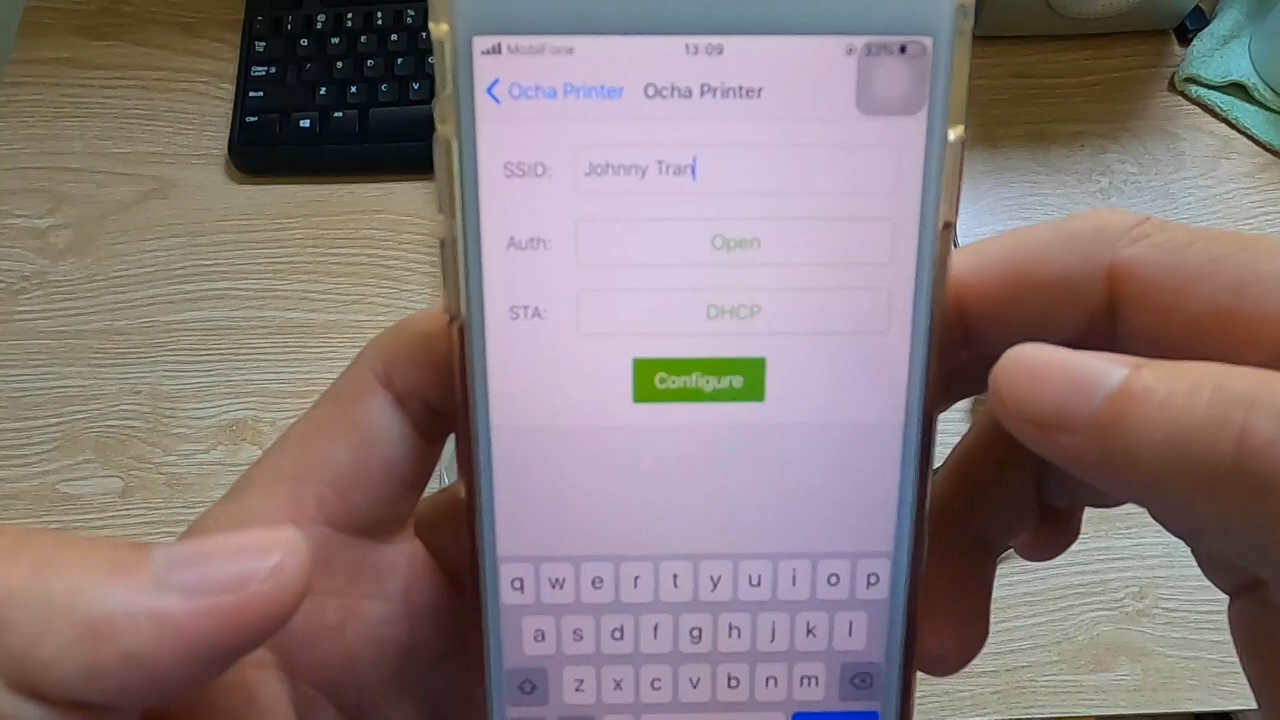 MobiFone 13:09 33%
Ocha Printer Ocha Printer
SSID: Johnny Tran
Auth: Open
STA: DHCP
Configure
q w e r t y u i o p
a s d f g h j k l
z x c v b n m
Q W E R T
D F
Z X C V